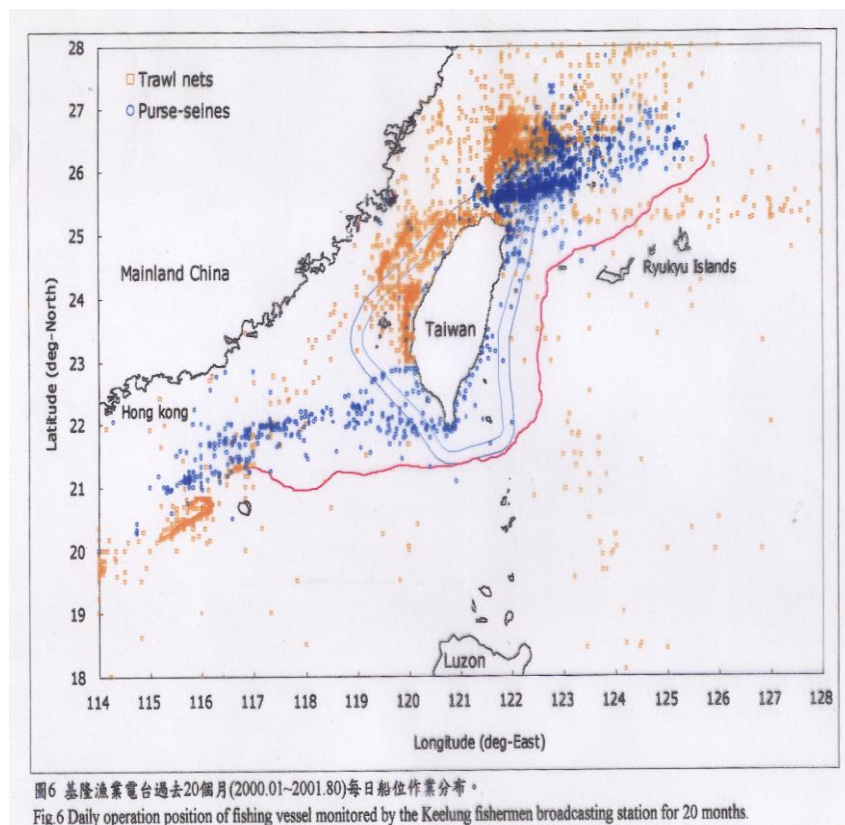 28
27
26
25
24
23
22
21
20
19
18
Latitude (deg-North)
Trawl nets
Purse-seines
Mainland China
Taiwan
Ryukyu Islands
Hong kong
Luzon
114 115 116 117 118 119 120 121 122 123 124 125 126 127 128
Longitude (deg-East)
圖6 基隆漁業電台過去20個月(2000.01~2001.80)每日船位作業分布。
Fig.6 Daily operation position of fishing vessel monitored by the Keelung fishermen broadcasting station for 20 months.